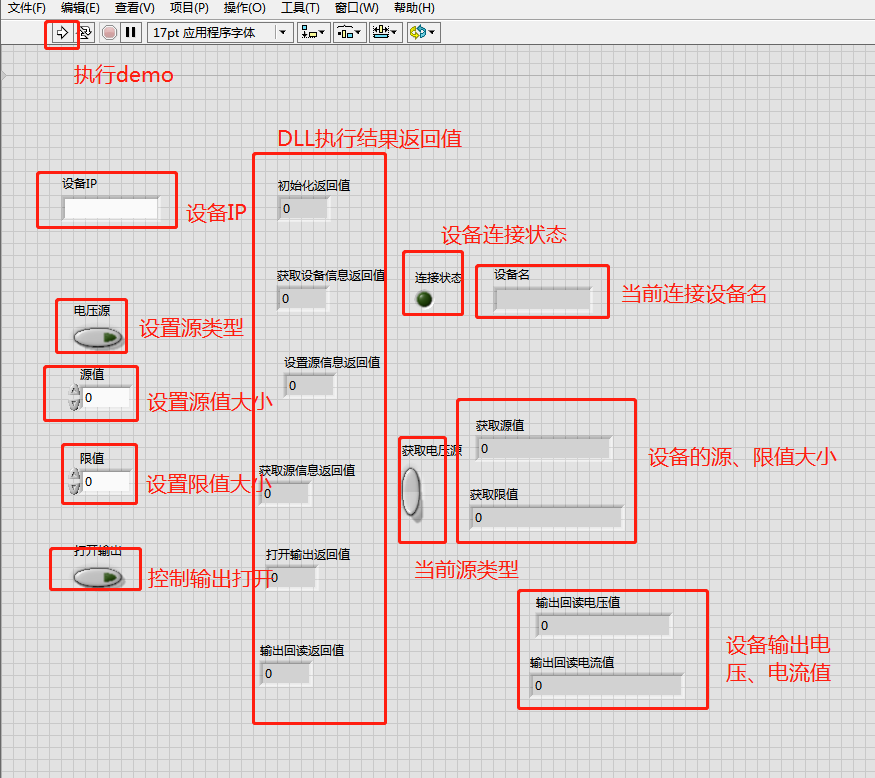 文件(F) 编辑(E) 查看(V) 项目(P) 操作(O) 工具(T) 窗口(W) 帮助(H)
17pt 应用程序字体
执行demo
DLL执行结果返回值
设备IP
设备IP
初始化返回值
0
设备连接状态
获取设备信息返回值
0
连接状态
设备名
当前连接设备名
电压源
设置源类型
源值
0
设置源值大小
设置源信息返回值
0
限值
0
设置限值大小
获取源信息返回值
0
获取电压源
获取源值
0
获取限值
0
设备的源、限值大小
当前源类型
打开输出
控制输出打开
打开输出返回值
0
输出回读返回值
0
输出回读电压值
0
输出回读电流值
0
设备输出电
压、电流值